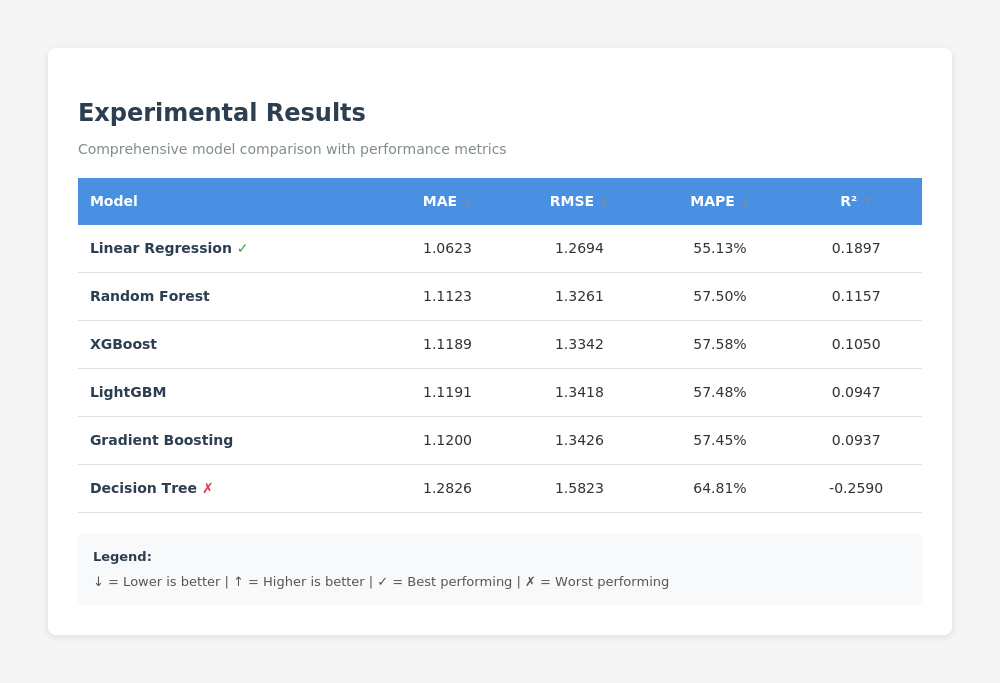 Experimental Results
Comprehensive model comparison with performance metrics
Model MAE ↓ RMSE ↓ MAPE ↓ R² ↑
Linear Regression ✓ 1.0623 1.2694 55.13% 0.1897
Random Forest 1.1123 1.3261 57.50% 0.1157
XGBoost 1.1189 1.3342 57.58% 0.1050
LightGBM 1.1191 1.3418 57.48% 0.0947
Gradient Boosting 1.1200 1.3426 57.45% 0.0937
Decision Tree ✗ 1.2826 1.5823 64.81% -0.2590
Legend:
↓ = Lower is better | ↑ = Higher is better | ✓ = Best performing | ✗ = Worst performing